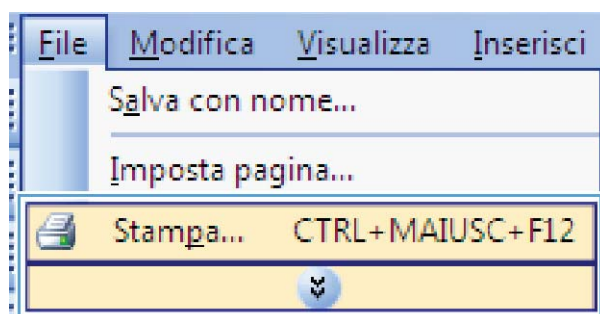 File Modifica Visualizza Inserisci
Salva con nome...
Imposta pagina...
Stampa... CTRL+MAIUSC+F12